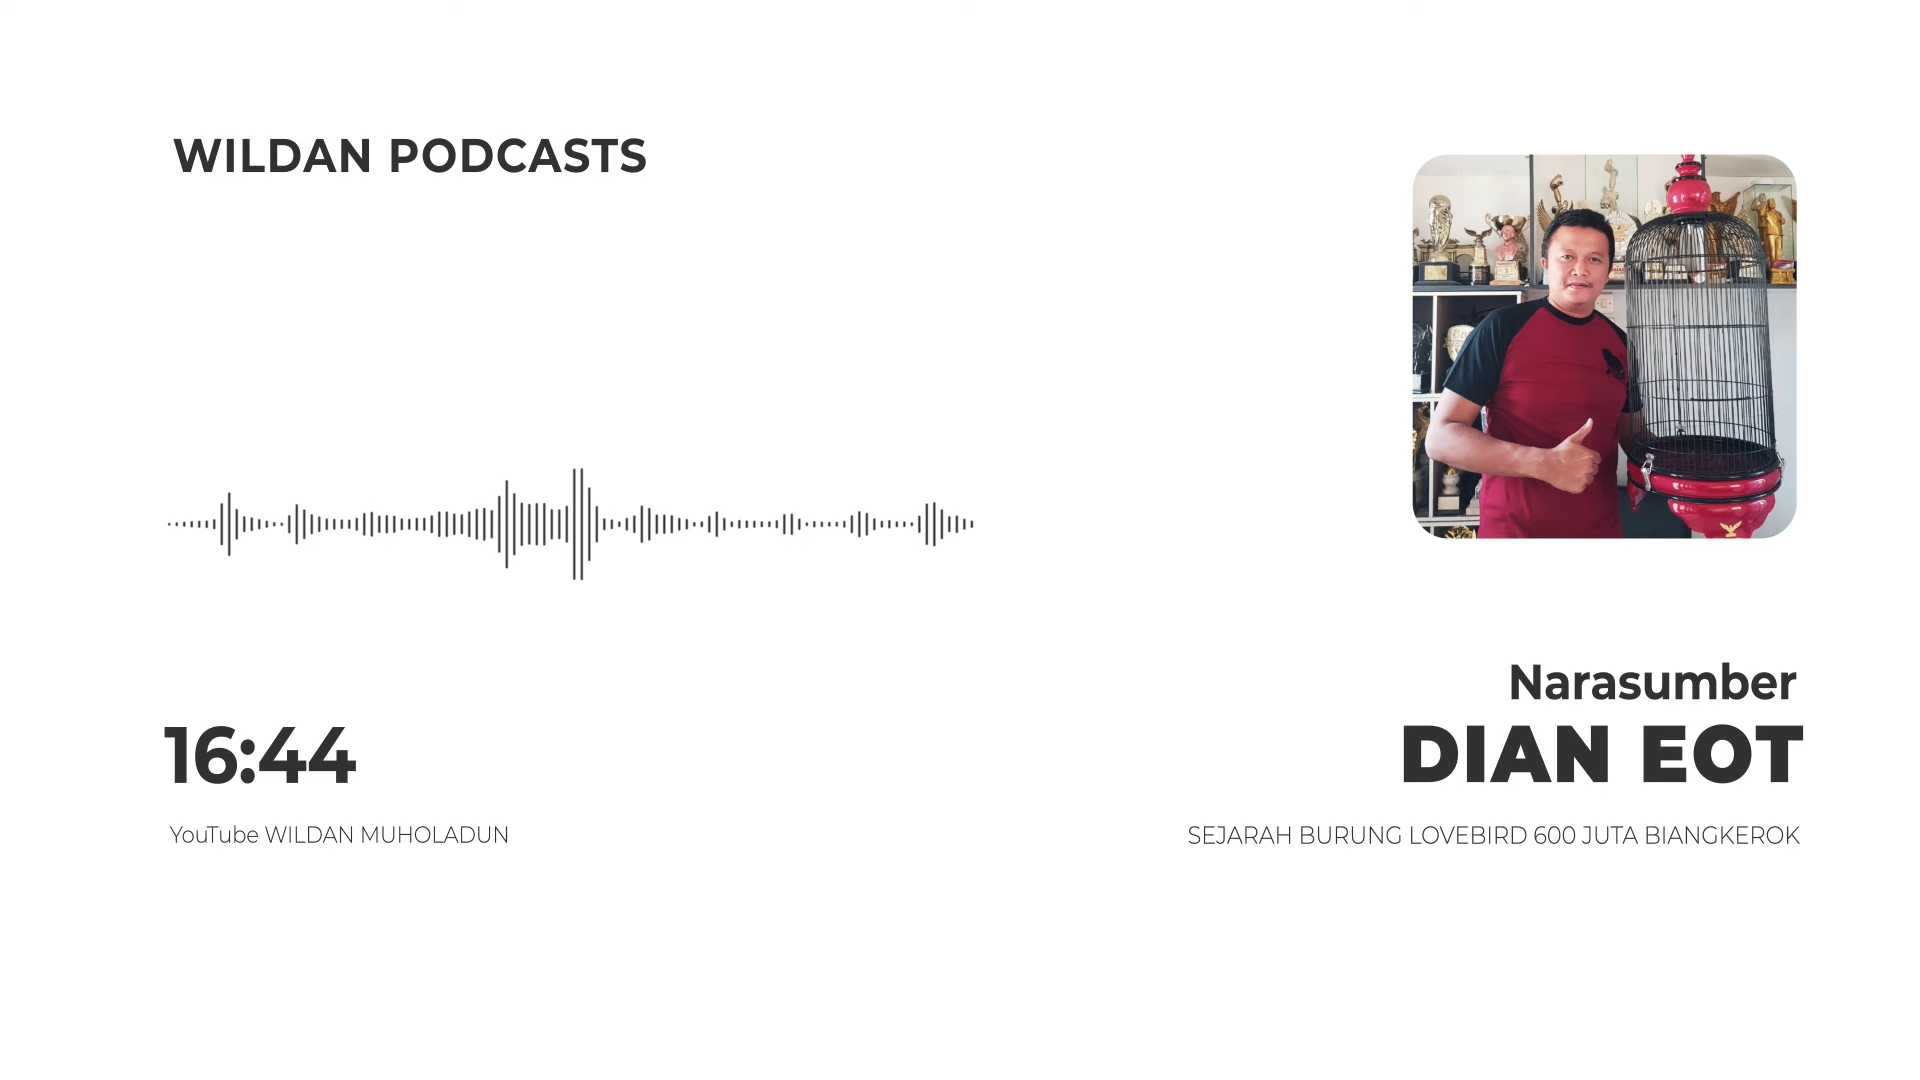 WILDAN PODCASTS
16:44
YouTube WILDAN MUHOLADUN
Narasumber
DIAN EOT
SEJARAH BURUNG LOVEBIRD 600 JUTA BIANGKEROK